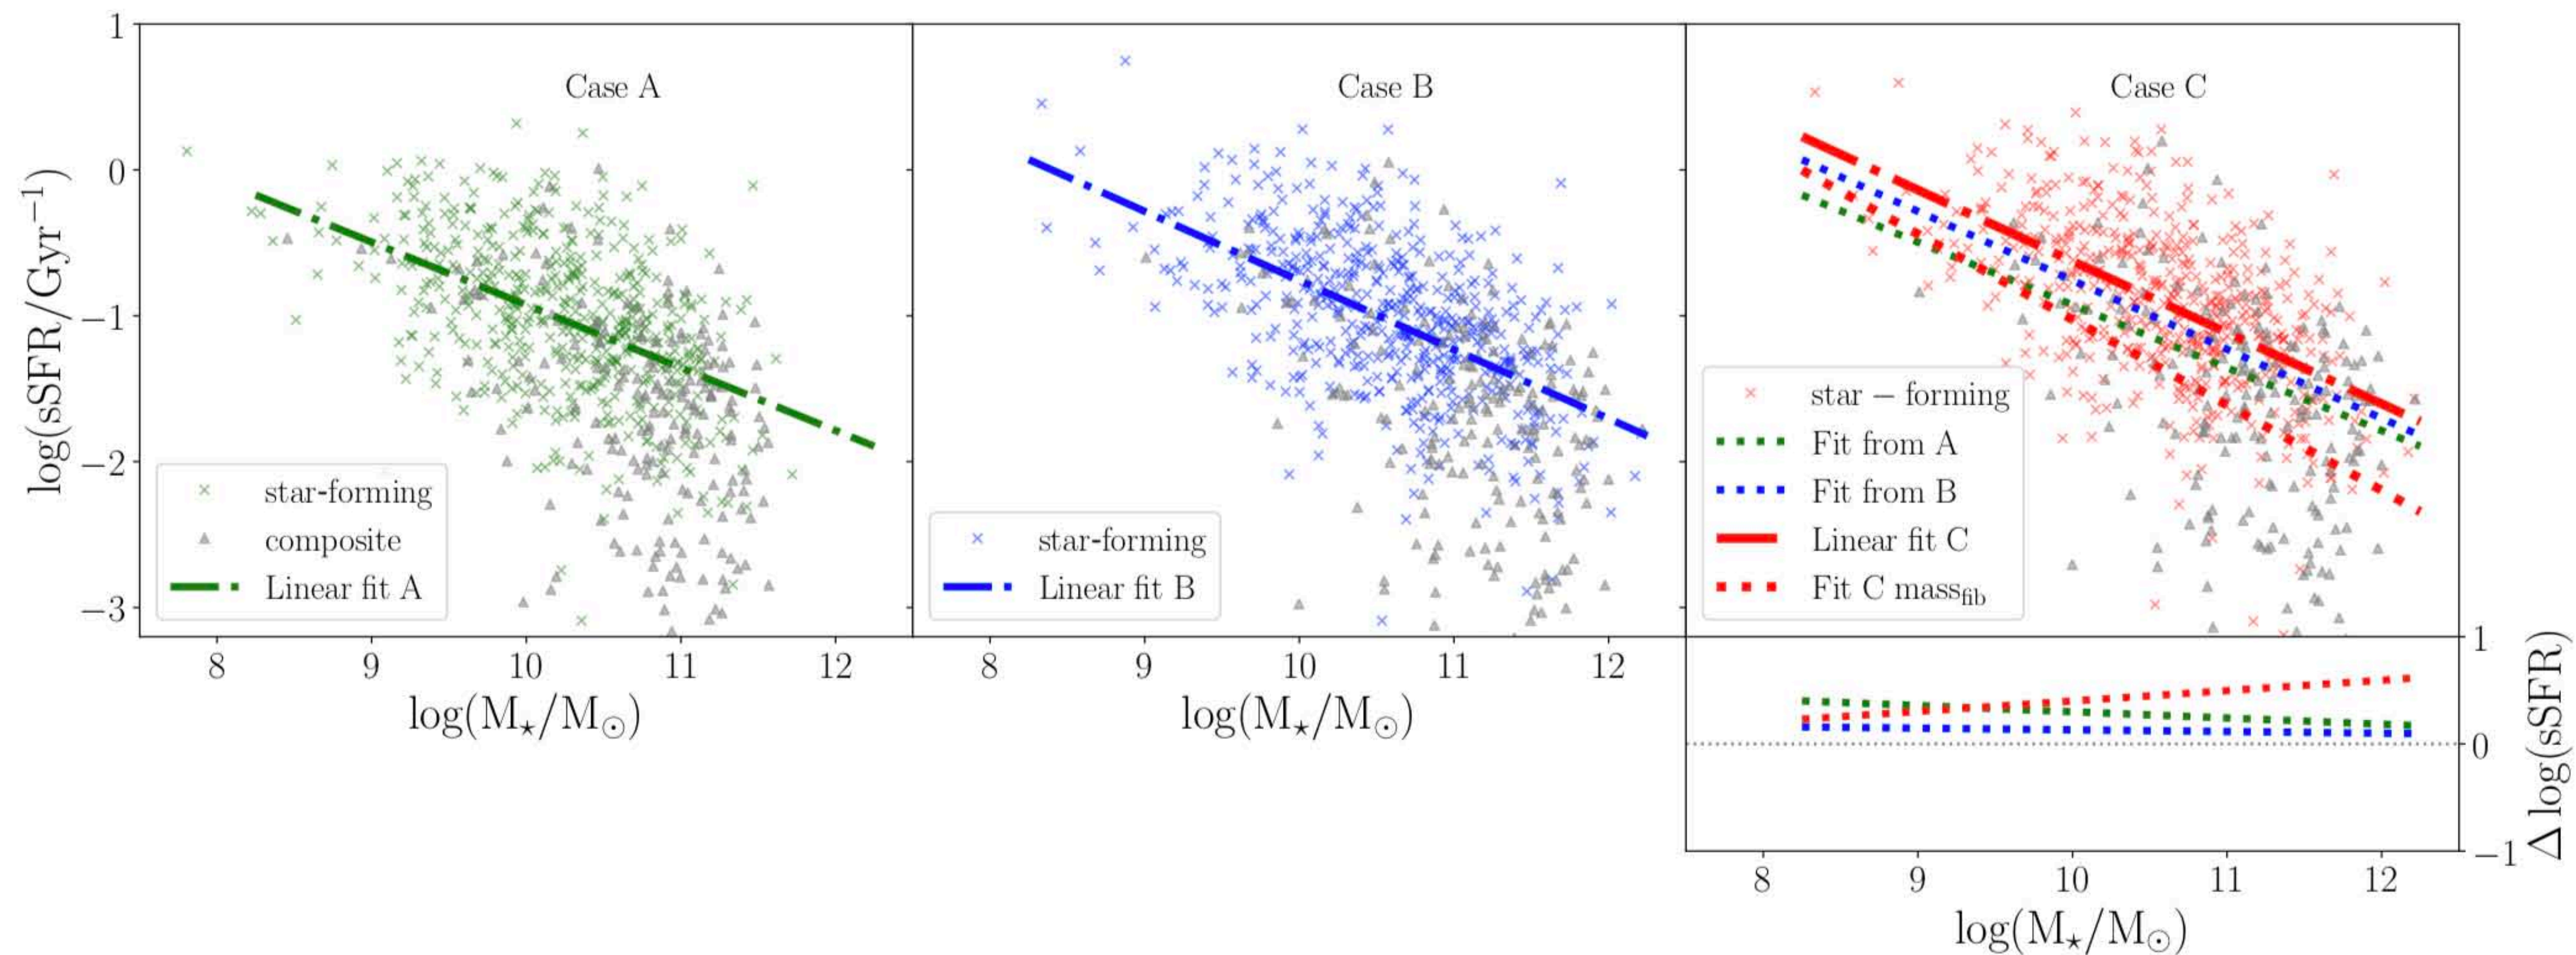 Case A
Case B
Case C
1
0
−1
−2
−3
log(sSFR/Gyr⁻¹)
star-forming
composite
Linear fit A
star-forming
Linear fit B
star − forming
Fit from A
Fit from B
Linear fit C
Fit C mass_fib
8 9 10 11 12
log(M⋆/M⊙)
8 9 10 11 12
log(M⋆/M⊙)
1
0
−1
Δ log(sSFR)
8 9 10 11 12
log(M⋆/M⊙)